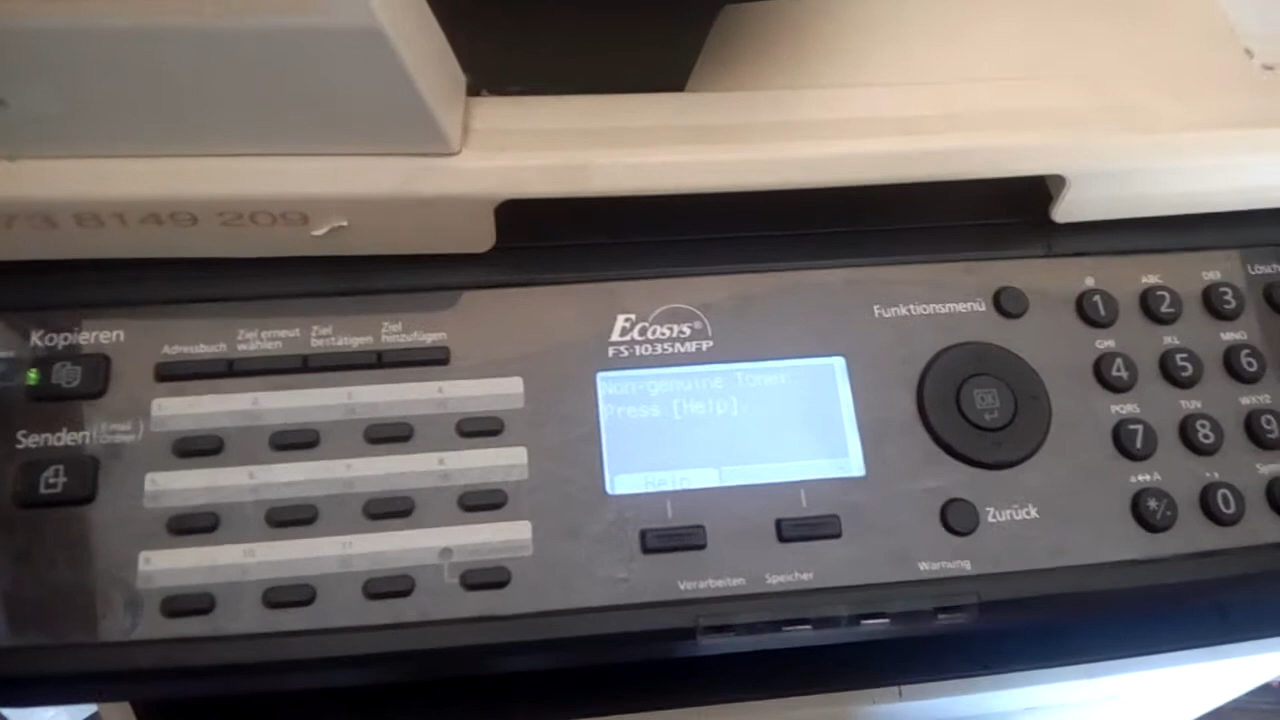 73 8149 209
Kopieren
Senden (E-mail Ordner)
Adressbuch
Ziel erneut wählen
Ziel bestätigen
Ziel hinzufügen
ECOSYS®
FS-1035MFP
Non-genuine Toner.
Press [Help].
Help
Verarbeiten
Speicher
Warnung
Funktionsmenü
OK
Zurück
@ ABC DEF
1 2 3
GHI JKL MNO
4 5 6
PQRS TUV WXYZ
7 8 9
a⇔A
*/. 0